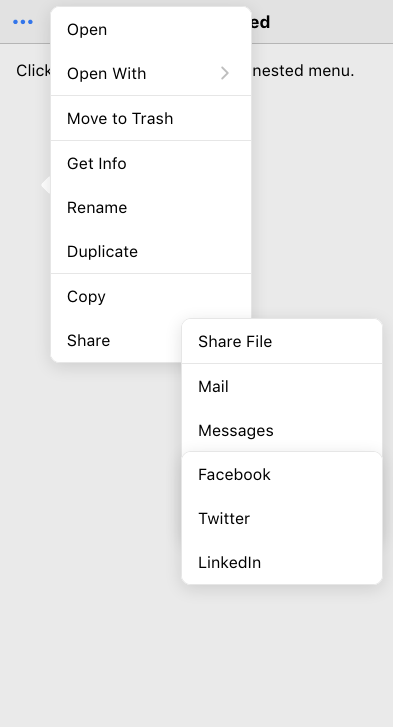 ed
Click
nested menu.
Open
Open With
Move to Trash
Get Info
Rename
Duplicate
Copy
Share
Share File
Mail
Messages
Facebook
Twitter
LinkedIn